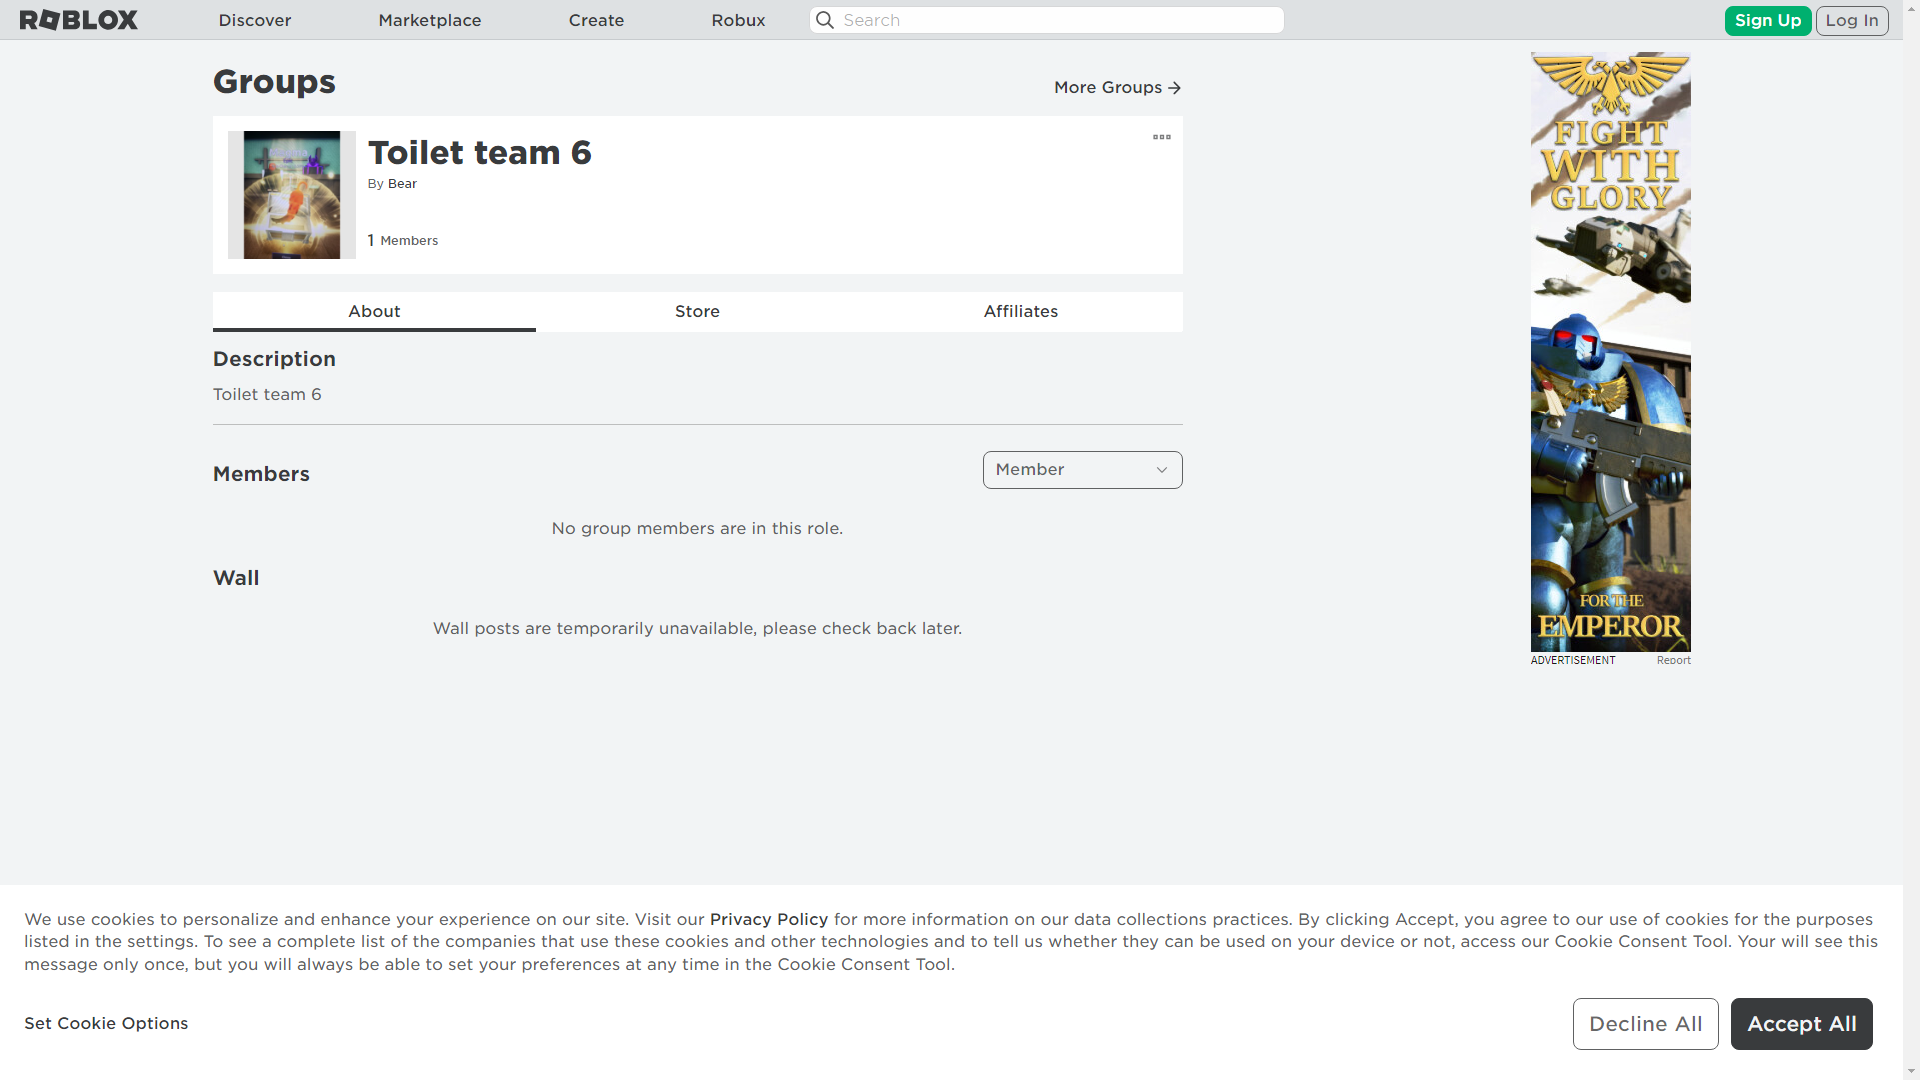 ROBLOX
Discover
Marketplace
Create
Robux
Search
Sign Up
Log In
Groups
More Groups
Toilet team 6
By Bear
1 Members
About
Store
Affiliates
Description
Toilet team 6
Members
Member
No group members are in this role.
Wall
Wall posts are temporarily unavailable, please check back later.
FIGHT
WITH
GLORY
FOR THE
EMPEROR
ADVERTISEMENT
Report
We use cookies to personalize and enhance your experience on our site. Visit our Privacy Policy for more information on our data collections practices. By clicking Accept, you agree to our use of cookies for the purposes
listed in the settings. To see a complete list of the companies that use these cookies and other technologies and to tell us whether they can be used on your device or not, access our Cookie Consent Tool. Your will see this
message only once, but you will always be able to set your preferences at any time in the Cookie Consent Tool.
Set Cookie Options
Decline All
Accept All